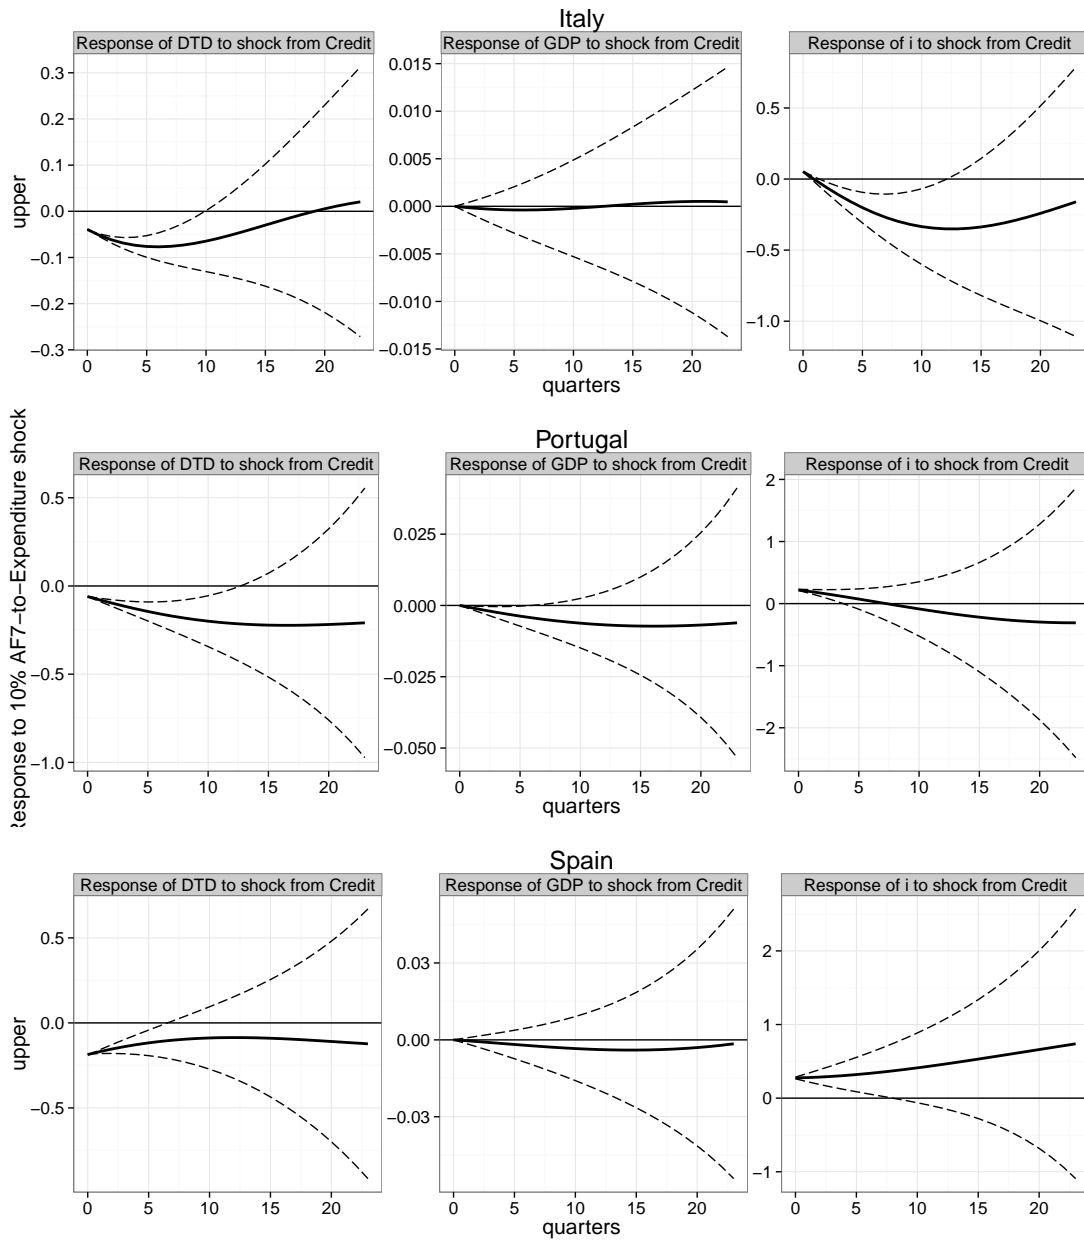 Italy
Response of DTD to shock from Credit
Response of GDP to shock from Credit
Response of i to shock from Credit
upper
0.3
0.2
0.1
0.0
−0.1
−0.2
−0.3
0.015
0.010
0.005
0.000
−0.005
−0.010
−0.015
0.5
0.0
−0.5
−1.0
0 5 10 15 20
0 5 10 15 20
0 5 10 15 20
quarters
Response to 10% AF7−to−Expenditure shock
Portugal
Response of DTD to shock from Credit
Response of GDP to shock from Credit
Response of i to shock from Credit
0.5
0.0
−0.5
−1.0
0.025
0.000
−0.025
−0.050
2
1
0
−1
−2
0 5 10 15 20
0 5 10 15 20
0 5 10 15 20
quarters
Spain
Response of DTD to shock from Credit
Response of GDP to shock from Credit
Response of i to shock from Credit
upper
0.5
0.0
−0.5
0.03
0.00
−0.03
2
1
0
−1
0 5 10 15 20
0 5 10 15 20
0 5 10 15 20
quarters